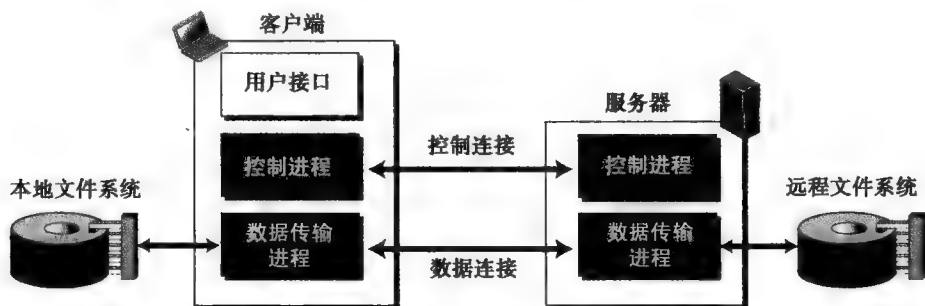 客户端
用户接口
服务器
控制连接
控制进程
控制进程
本地文件系统
远程文件系统
数据传输
进程
数据传输
进程
数据连接